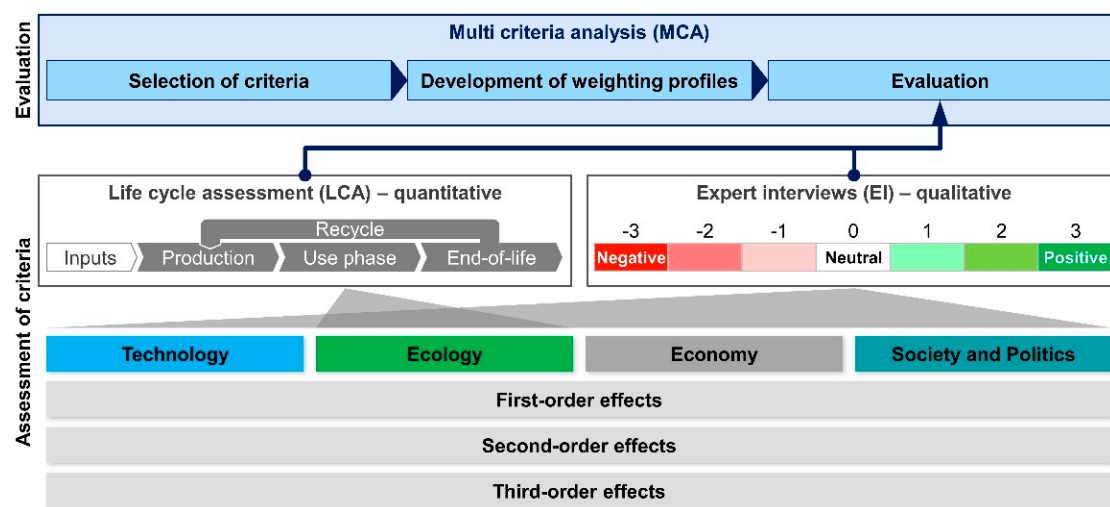 Evaluation
Multi criteria analysis (MCA)
Selection of criteria
Development of weighting profiles
Evaluation
Assessment of criteria
Life cycle assessment (LCA) – quantitative
Recycle
Inputs
Production
Use phase
End-of-life
Expert interviews (EI) – qualitative
-3 -2 -1 0 1 2 3
Negative Neutral Positive
Technology
Ecology
Economy
Society and Politics
First-order effects
Second-order effects
Third-order effects